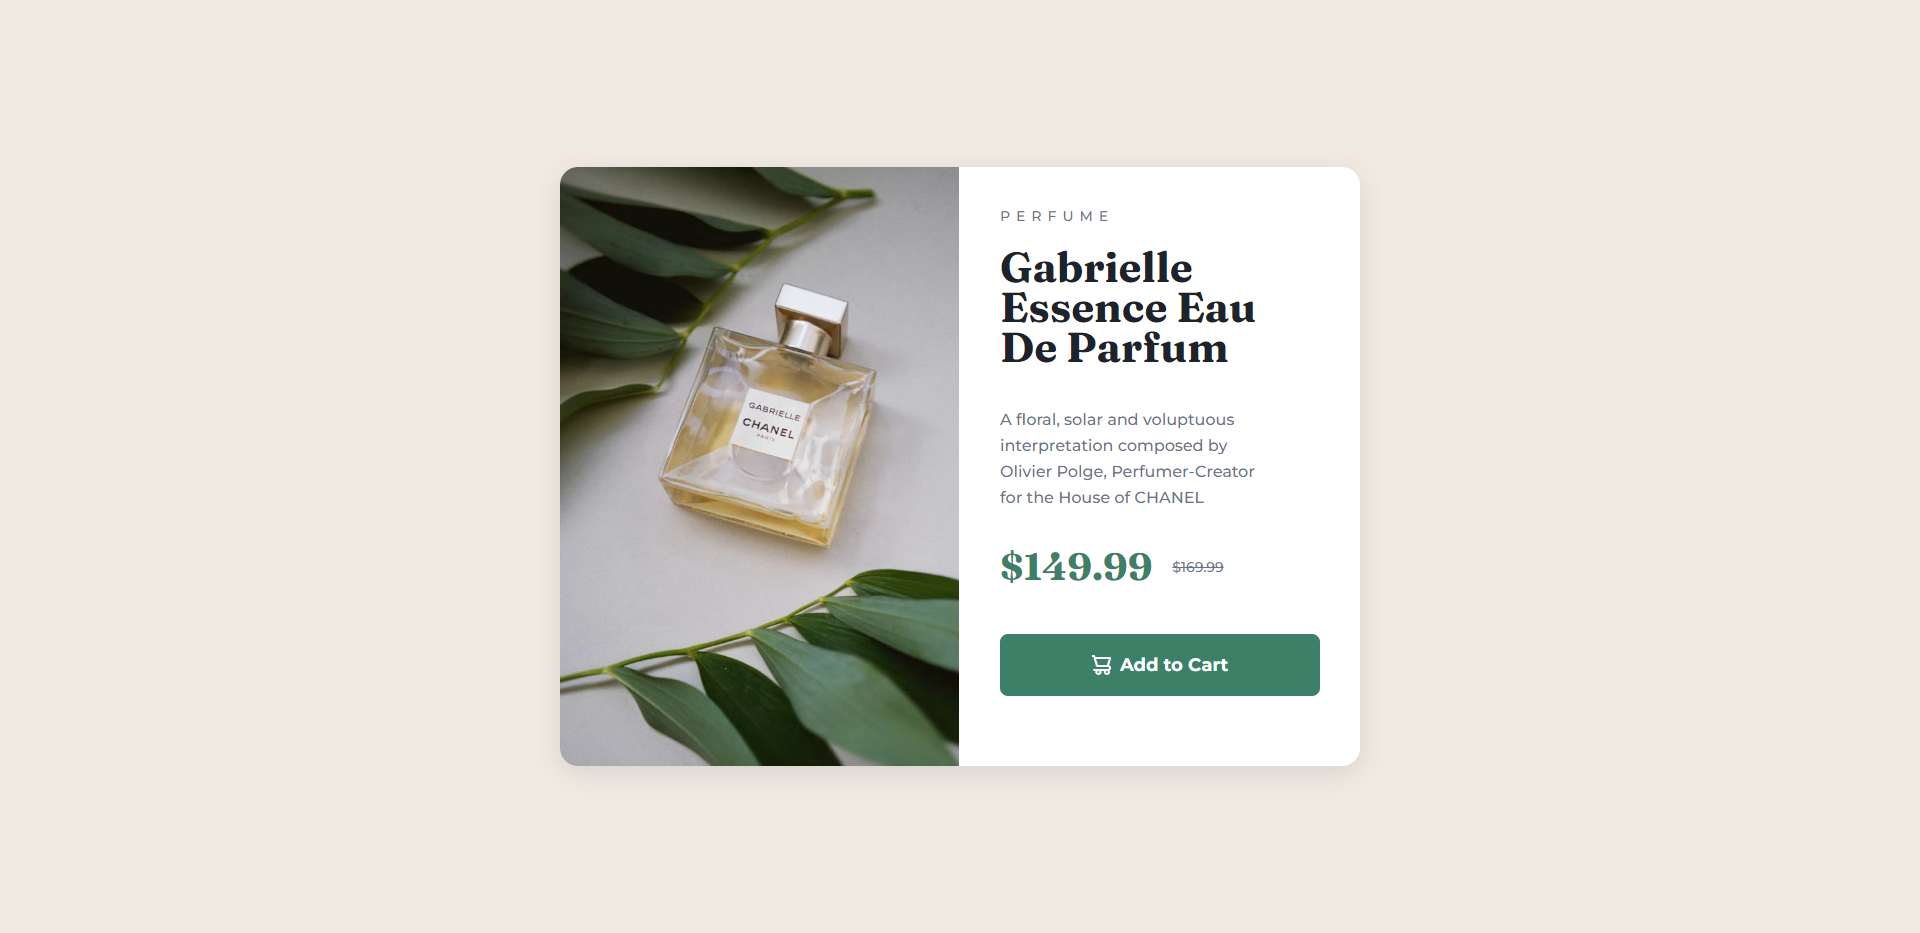 GABRIELLE
CHANEL
PARIS
PERFUME
Gabrielle
Essence Eau
De Parfum
A floral, solar and voluptuous
interpretation composed by
Olivier Polge, Perfumer-Creator
for the House of CHANEL
$149.99 $169.99
Add to Cart